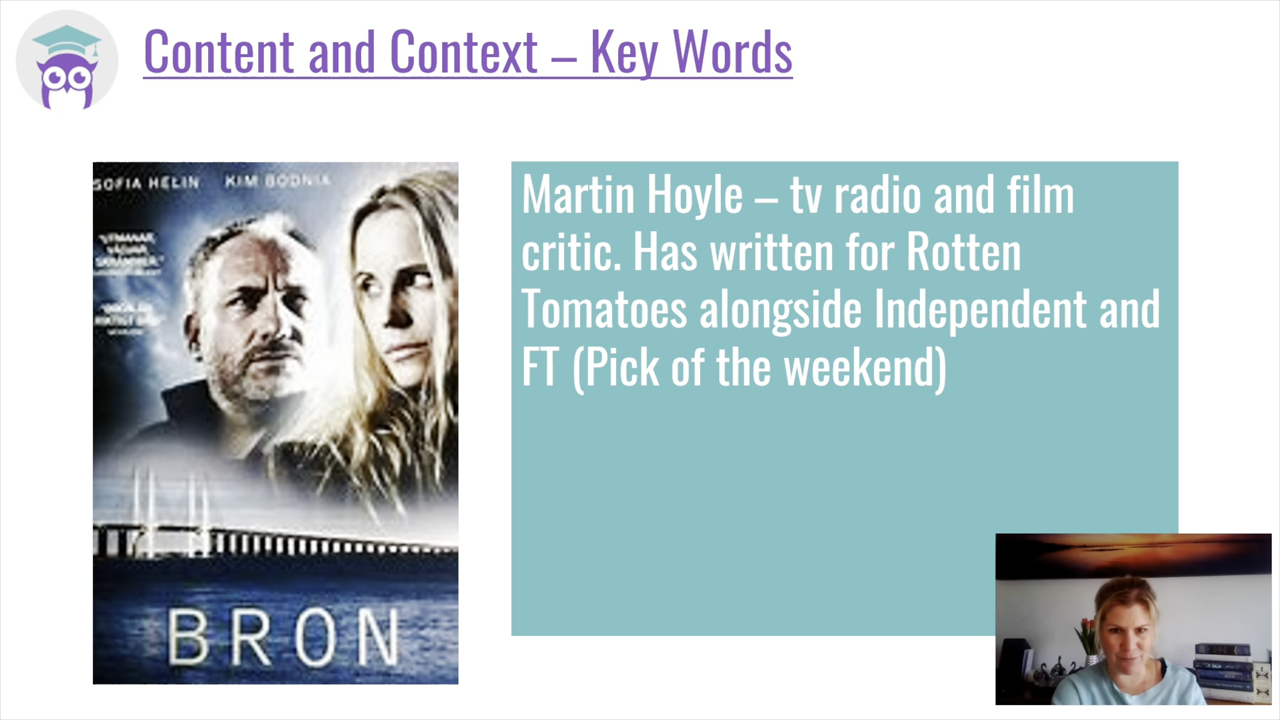 Content and Context – Key Words
SOFIA HELIN KIM BODNIA
BRON
Martin Hoyle – tv radio and film
critic. Has written for Rotten
Tomatoes alongside Independent and
FT (Pick of the weekend)